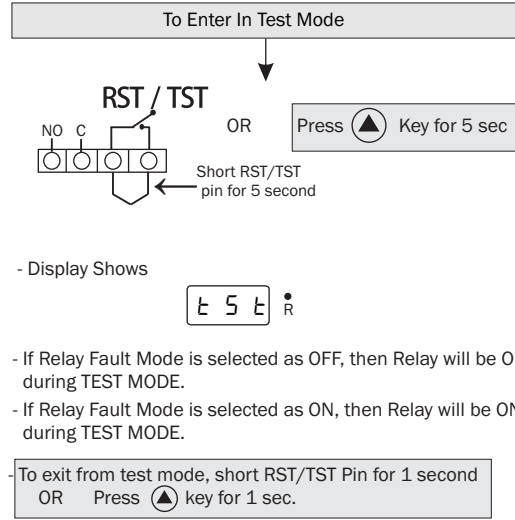 To Enter In Test Mode
RST / TST
NO C
OR
Press Key for 5 sec
Short RST/TST
pin for 5 second
- Display Shows
tSt
R
- If Relay Fault Mode is selected as OFF, then Relay will be
during TEST MODE.
- If Relay Fault Mode is selected as ON, then Relay will be
during TEST MODE.
- To exit from test mode, short RST/TST Pin for 1 second
OR Press key for 1 sec.